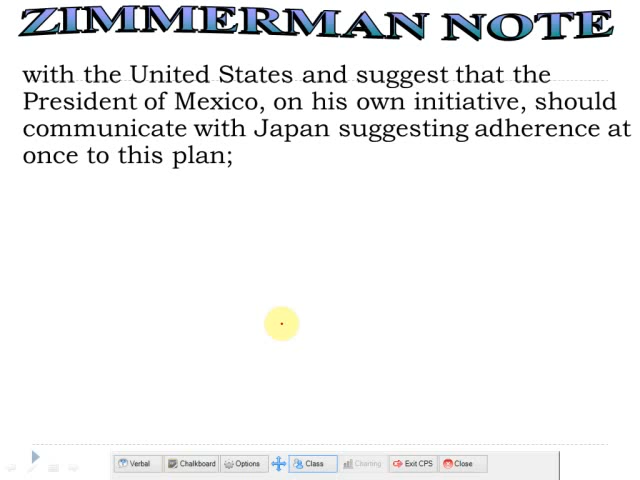 ZIMMERMAN NOTE
with the United States and suggest that the
President of Mexico, on his own initiative, should
communicate with Japan suggesting adherence at
once to this plan;
Verbal Chalkboard Options Class Charting Exit CPS Close